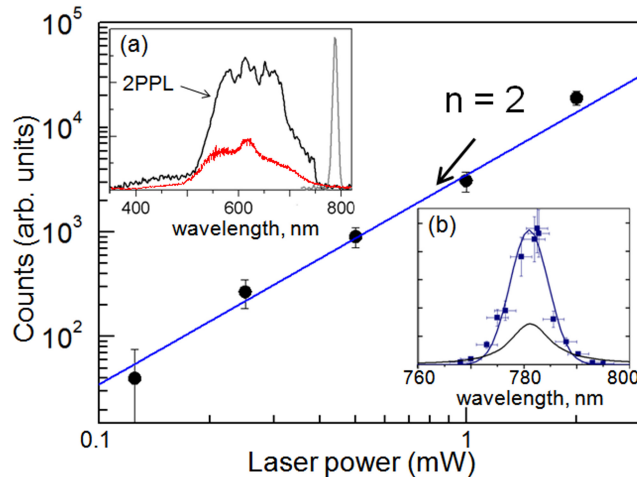 10^5
10^4
10^3
10^2
Counts (arb. units)
(a)
2PPL
400
600
800
wavelength, nm
n = 2
(b)
760
780
800
wavelength, nm
0.1
1
Laser power (mW)